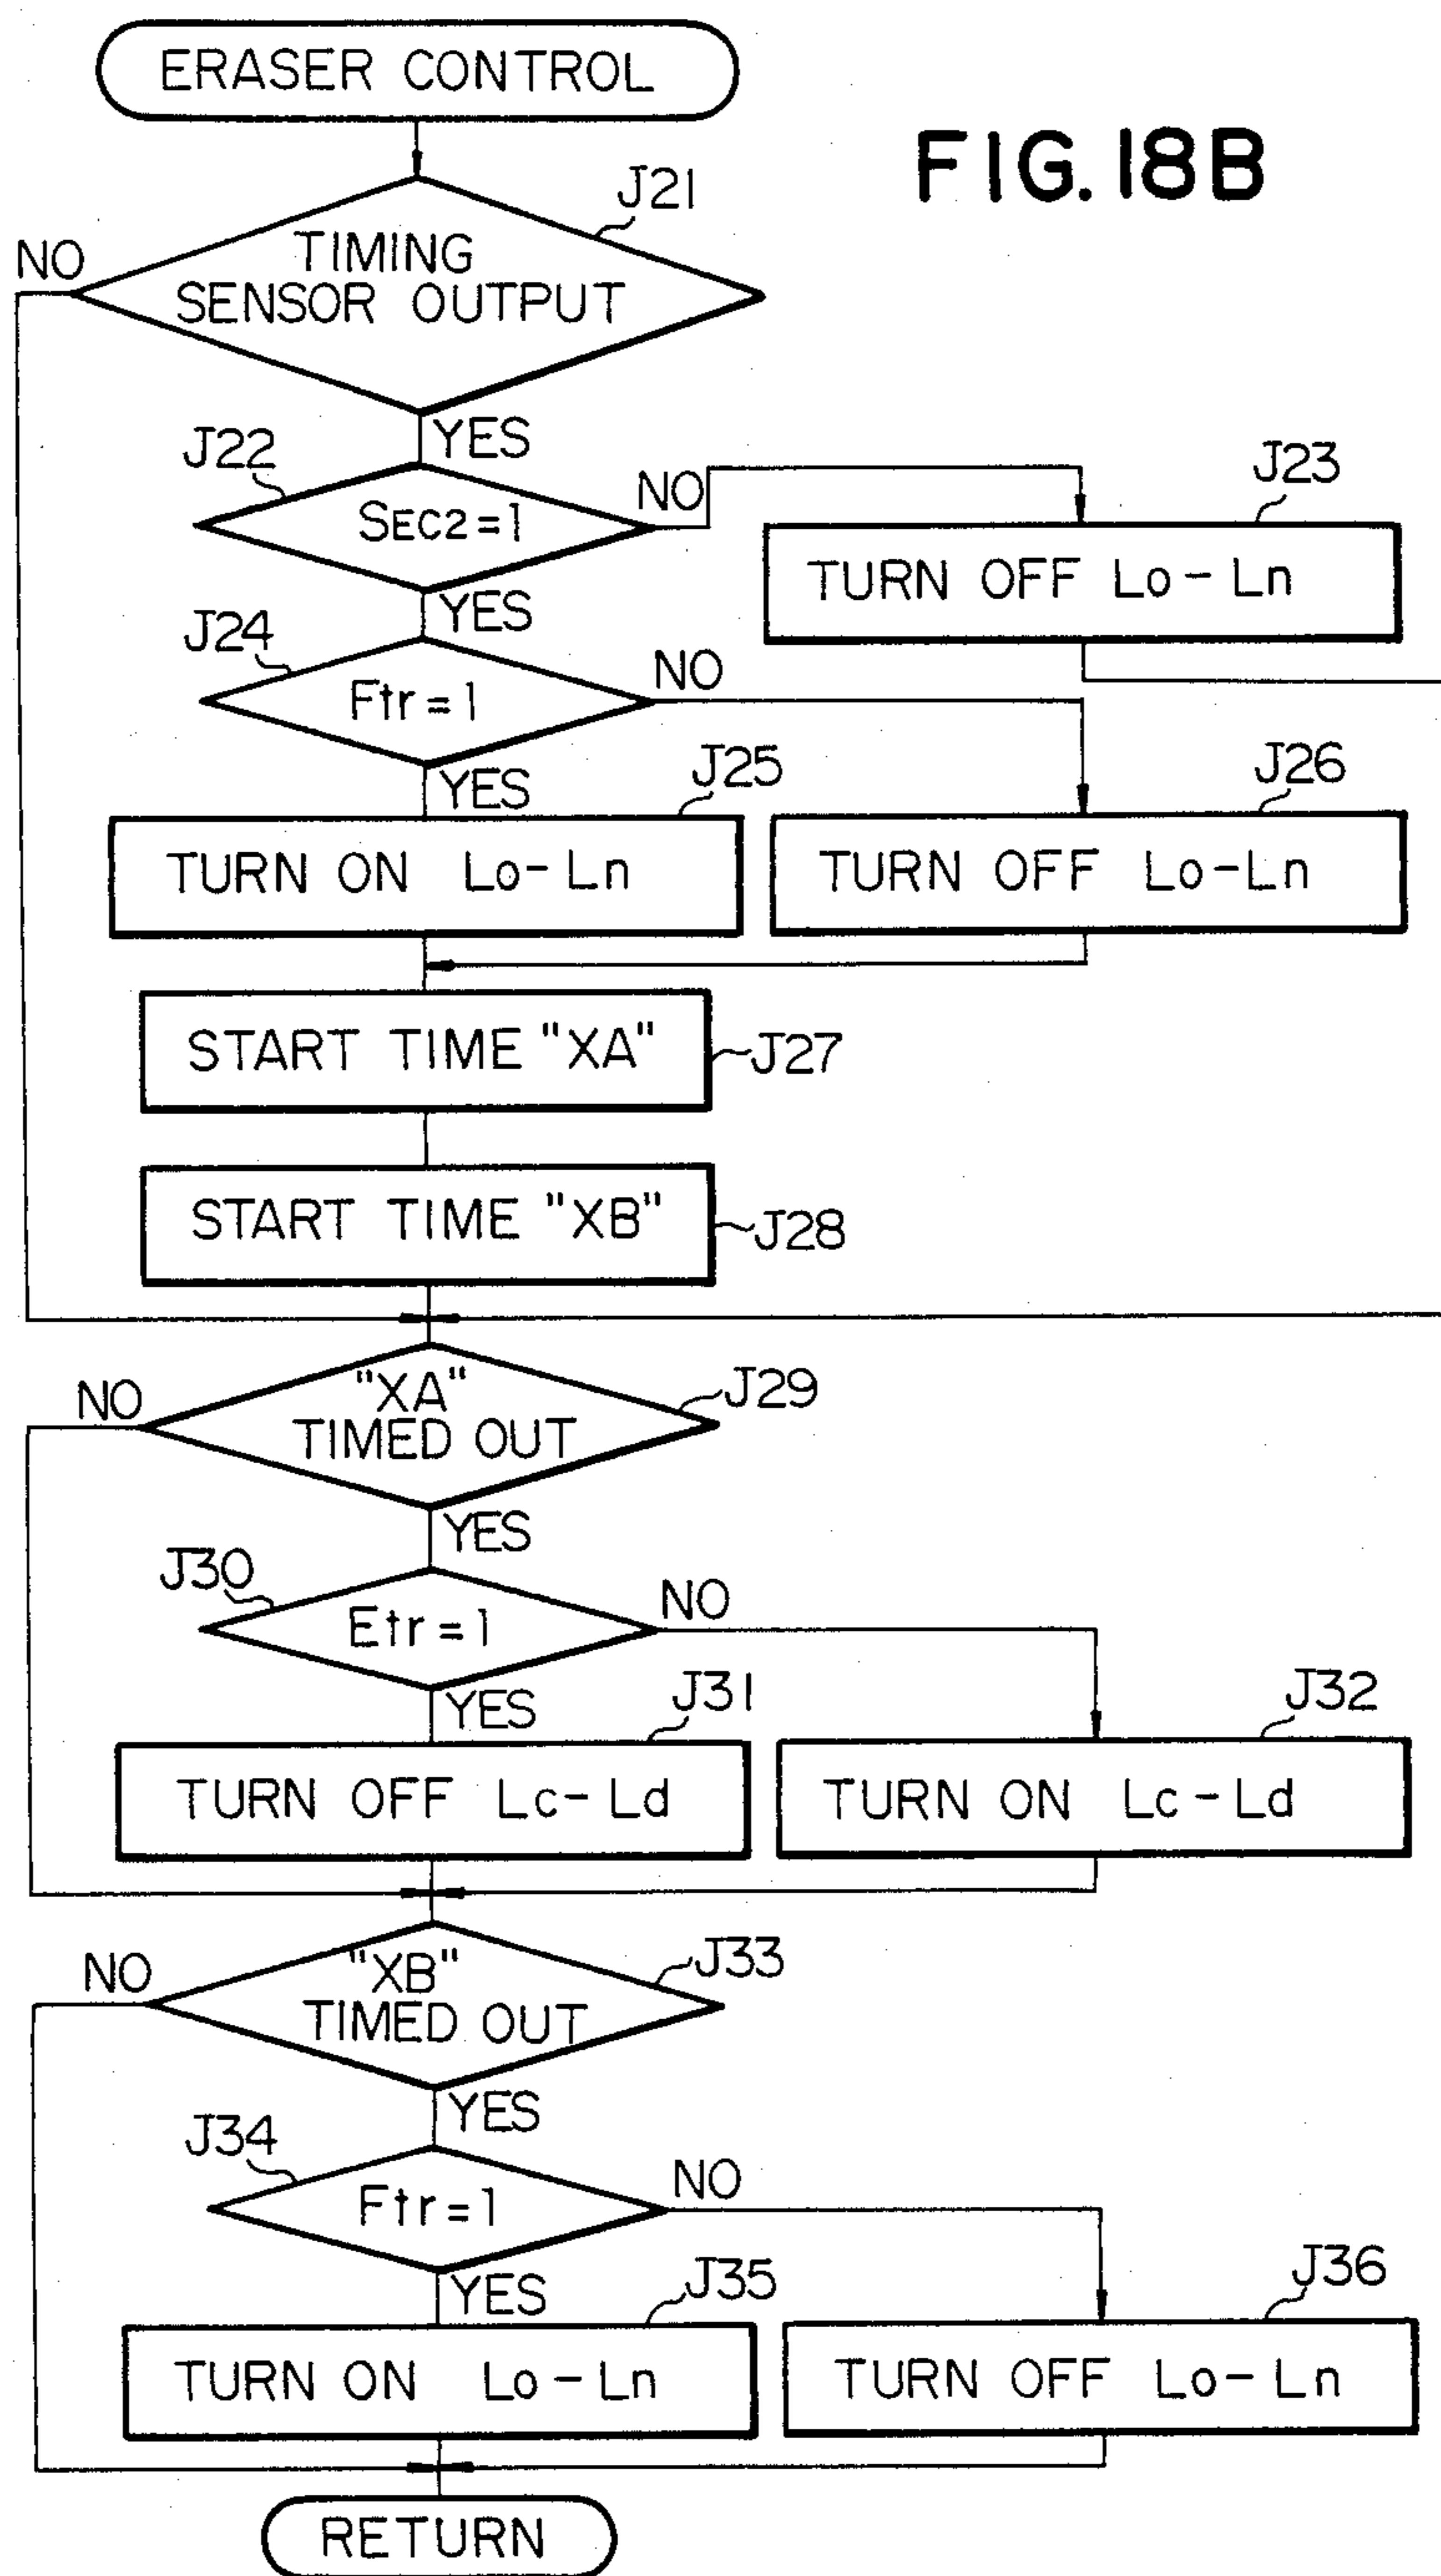 ERASER CONTROL
FIG. 18B
J21
NO
TIMING
SENSOR OUTPUT
YES
J22
NO
J23
SEC2=1
TURN OFF Lo-Ln
YES
J24
NO
Ftr=1
YES
J25
J26
TURN ON Lo-Ln
TURN OFF Lo-Ln
START TIME "XA"
J27
START TIME "XB"
J28
NO
"XA"
TIMED OUT
J29
YES
J30
NO
Etr=1
YES
J31
J32
TURN OFF Lc-Ld
TURN ON Lc-Ld
NO
"XB"
TIMED OUT
J33
YES
J34
NO
Ftr=1
YES
J35
J36
TURN ON Lo-Ln
TURN OFF Lo-Ln
RETURN